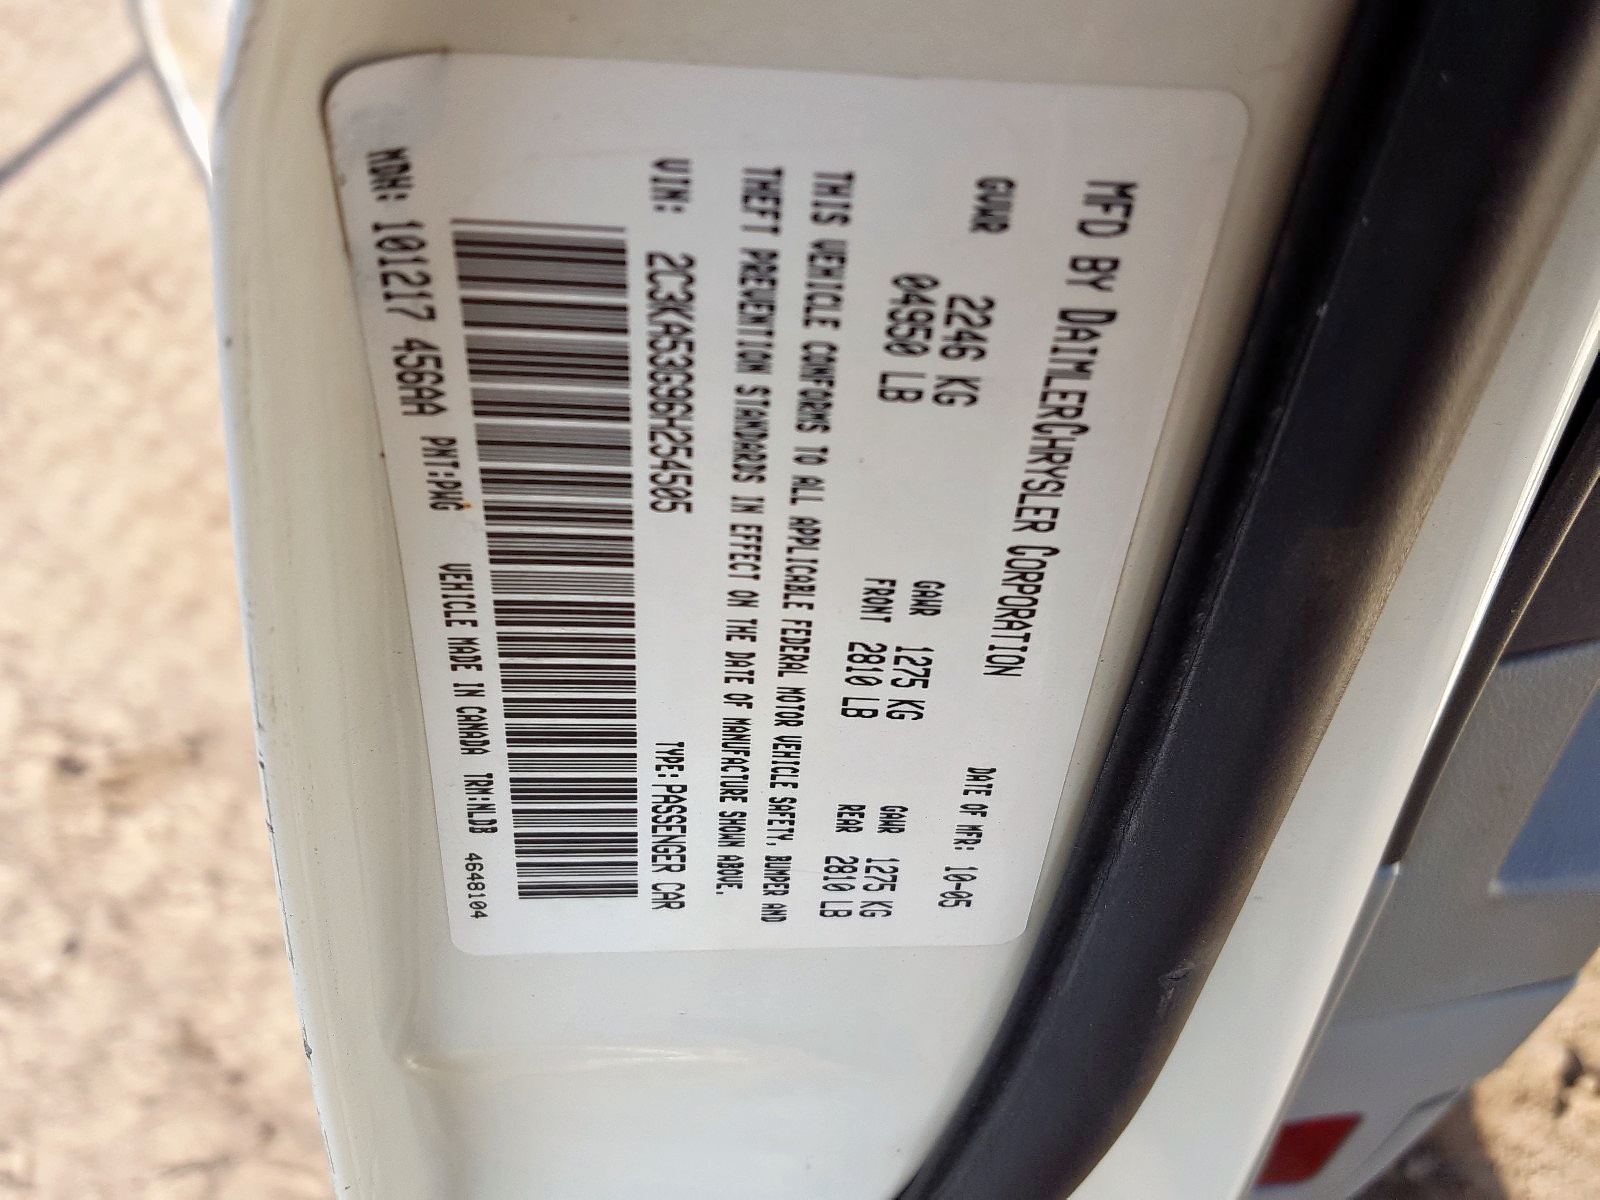 MFD BY DAIMLERCHRYSLER CORPORATION
DATE OF MFR: 10-05
GVWR 2246 KG
04950 LB
GAWR FRONT 1275 KG
2810 LB
GAWR REAR 1275 KG
2810 LB
THIS VEHICLE CONFORMS TO ALL APPLICABLE FEDERAL MOTOR VEHICLE SAFETY, BUMPER AND
THEFT PREVENTION STANDARDS IN EFFECT ON THE DATE OF MANUFACTURE SHOWN ABOVE.
VIN: 2C3KA53G96H254505 TYPE: PASSENGER CAR
MDH: 101217 456AA PNT:PWG VEHICLE MADE IN CANADA TRM:NLDB 4648104